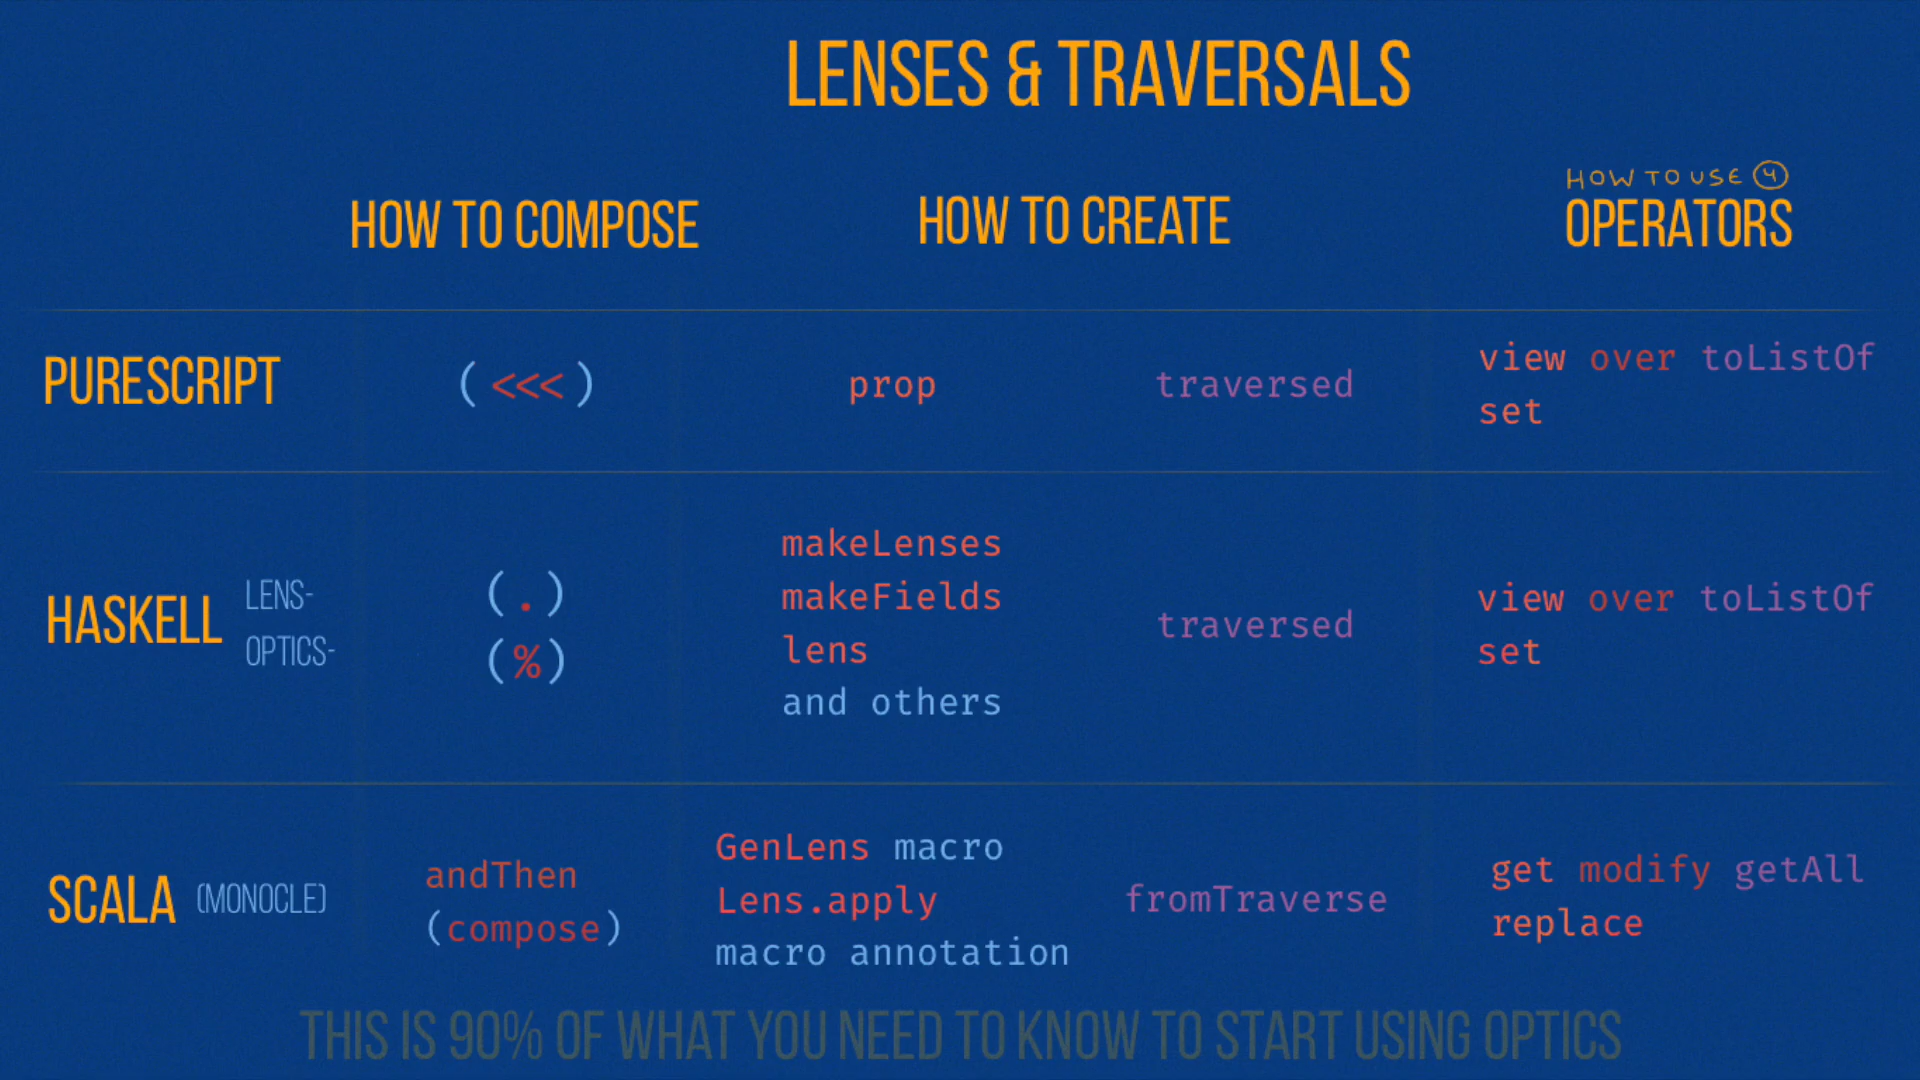 LENSES & TRAVERSALS
HOW TO COMPOSE
HOW TO CREATE
HOW TO USE 4
OPERATORS
PURESCRIPT
(<<<)
prop
traversed
view over toListOf
set
HASKELL
LENS-
OPTICS-
(.)
(%)
makeLenses
makeFields
lens
and others
traversed
view over toListOf
set
SCALA (MONOCLE)
andThen
(compose)
GenLens macro
Lens.apply
macro annotation
fromTraverse
get modify getAll
replace
THIS IS 90% OF WHAT YOU NEED TO KNOW TO START USING OPTICS